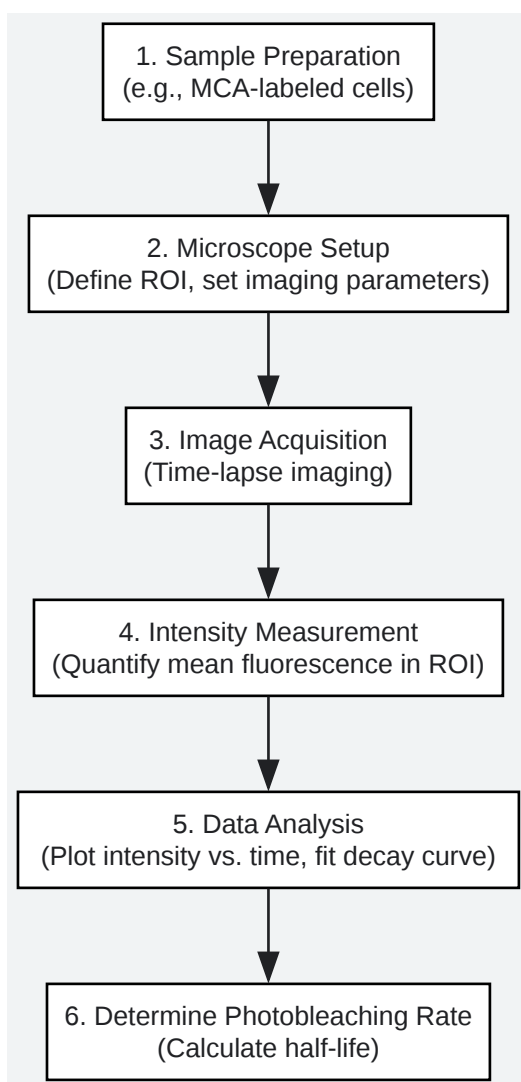 1. Sample Preparation
(e.g., MCA-labeled cells)
2. Microscope Setup
(Define ROI, set imaging parameters)
3. Image Acquisition
(Time-lapse imaging)
4. Intensity Measurement
(Quantify mean fluorescence in ROI)
5. Data Analysis
(Plot intensity vs. time, fit decay curve)
6. Determine Photobleaching Rate
(Calculate half-life)